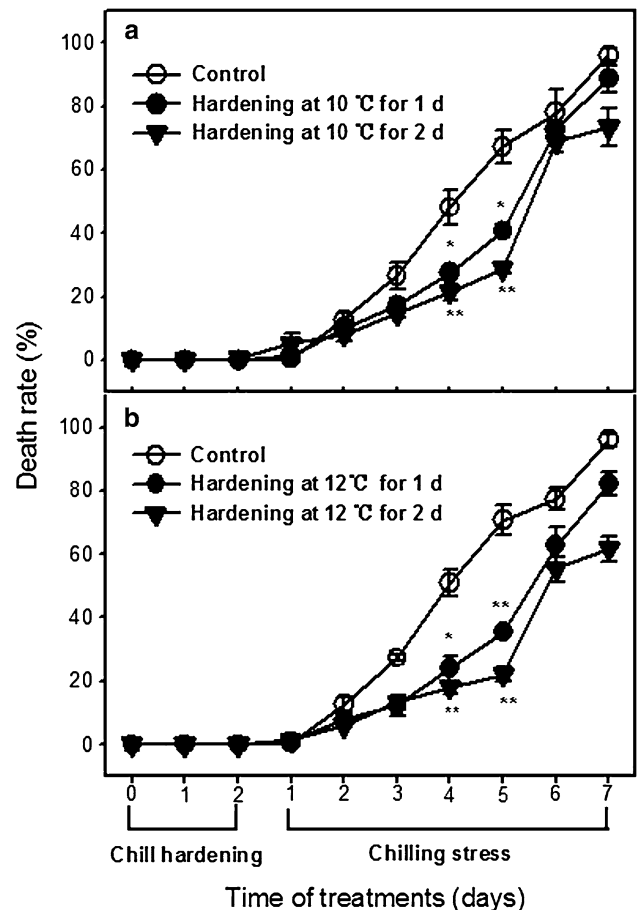 a
100
Control
Hardening at 10 ℃ for 1 d
Hardening at 10 ℃ for 2 d
80
60
40
20
0
*
*
**
**
Death rate (%)
b
100
Control
Hardening at 12℃ for 1 d
Hardening at 12 ℃ for 2 d
80
60
40
20
0
**
*
**
**
0 1 2 1 2 3 4 5 6 7
Chill hardening Chilling stress
Time of treatments (days)